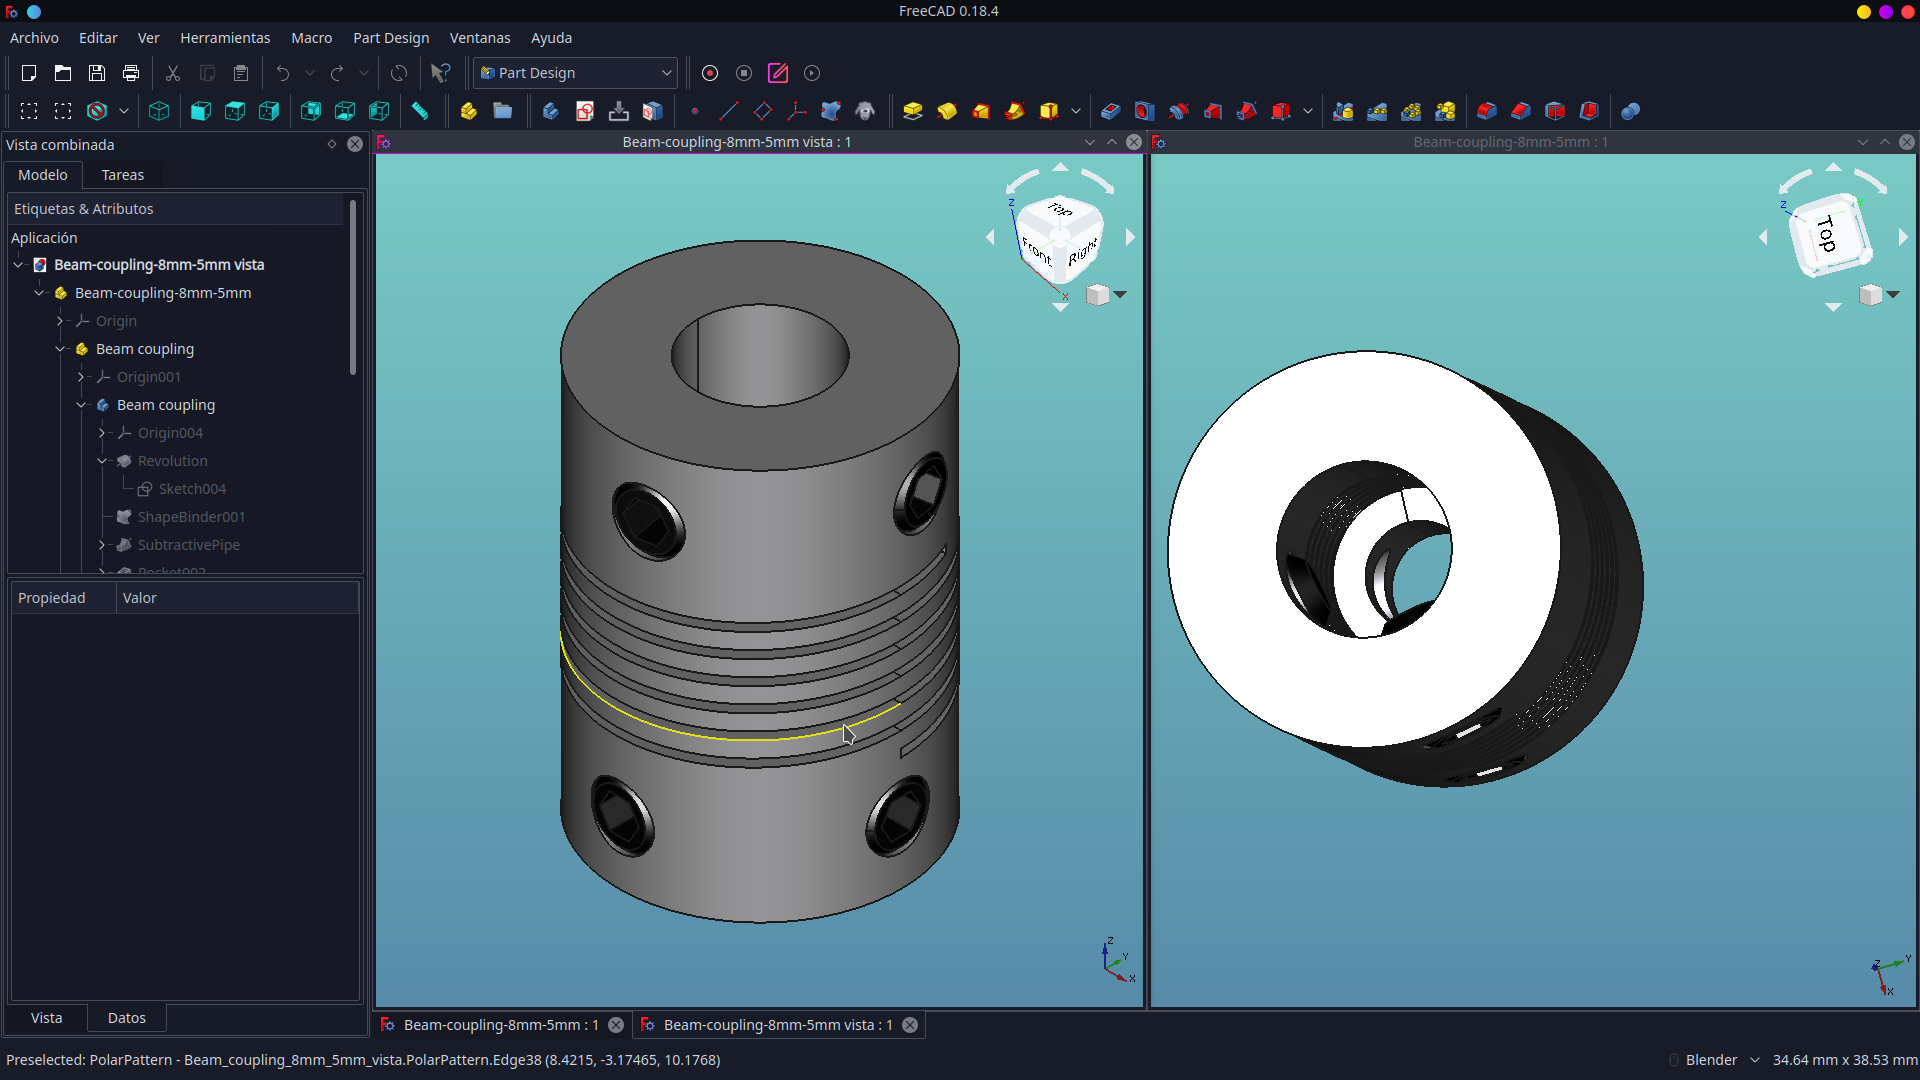 FreeCAD 0.18.4
Archivo Editar Ver Herramientas Macro Part Design Ventanas Ayuda
Part Design
Vista combinada
Modelo Tareas
Etiquetas & Atributos
Aplicación
Beam-coupling-8mm-5mm vista
Beam-coupling-8mm-5mm
Origin
Beam coupling
Origin001
Beam coupling
Origin004
Revolution
Sketch004
ShapeBinder001
SubtractivePipe
Pocket002
Propiedad Valor
Vista Datos
Beam-coupling-8mm-5mm vista : 1
Top
Front
Right
Z
X
Z
Y
X
Beam-coupling-8mm-5mm : 1
Top
Z
Y
Z
Y
X
Beam-coupling-8mm-5mm : 1 Beam-coupling-8mm-5mm vista : 1
Preselected: PolarPattern - Beam_coupling_8mm_5mm_vista.PolarPattern.Edge38 (8.4215, -3.17465, 10.1768) Blender 34.64 mm x 38.53 mm